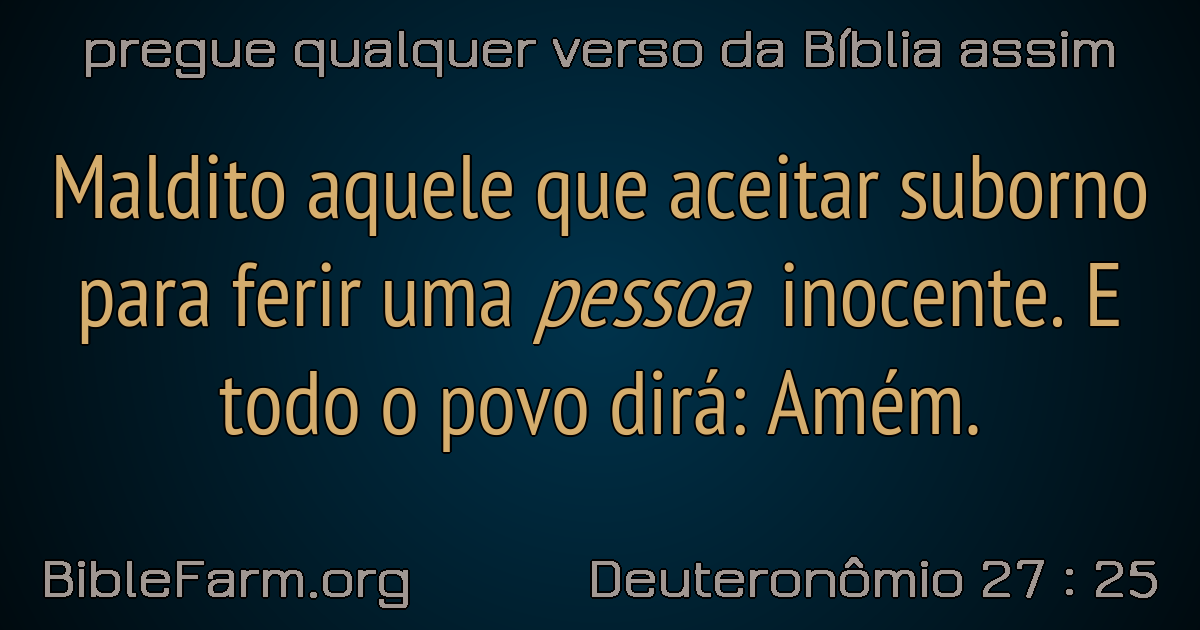 pregue qualquer verso da Bíblia assim
Maldito aquele que aceitar suborno
para ferir uma pessoa inocente. E
todo o povo dirá: Amém.
BibleFarm.org
Deuteronômio 27 : 25